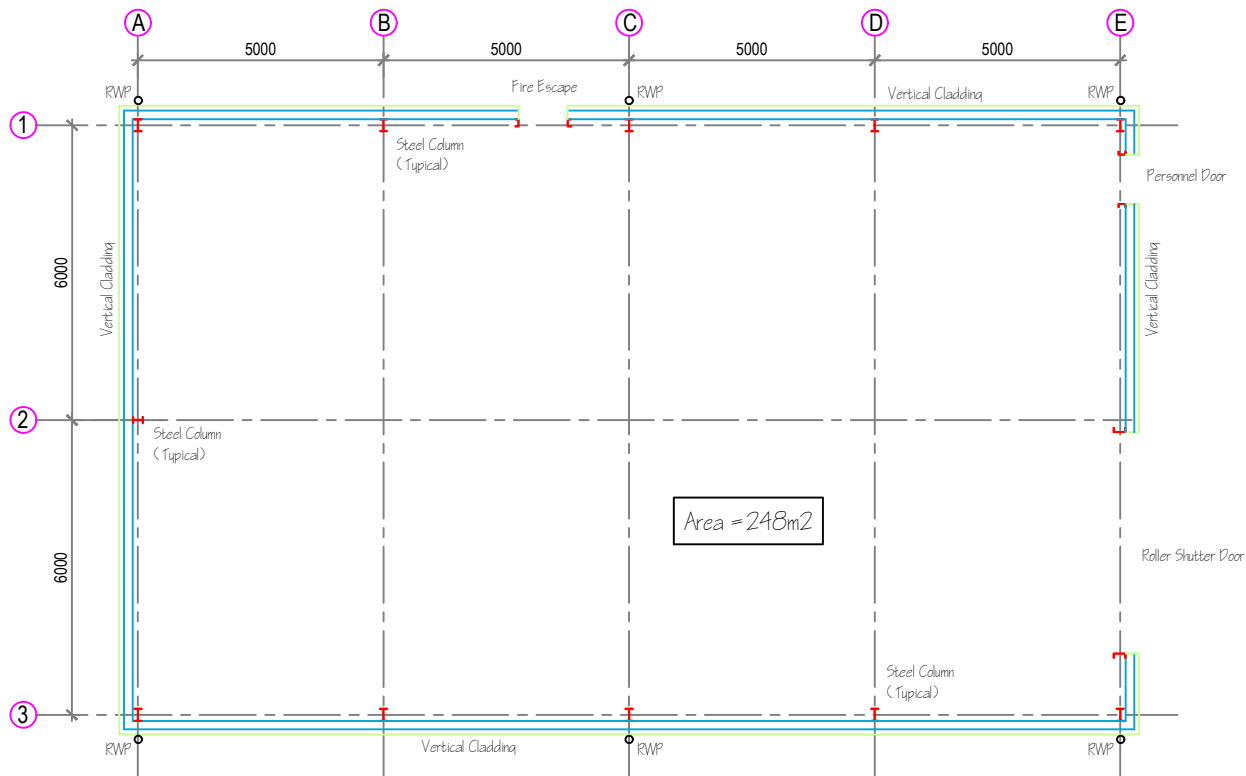 A B C D E
5000 5000 5000 5000
RWP Fire Escape RWP Vertical Cladding RWP
1
Steel Column
(Typical)
Personnel Door
Vertical Cladding
6000
Vertical Cladding
2
Steel Column
(Typical)
Area = 248m2
6000
Roller Shutter Door
Steel Column
(Typical)
3
RWP Vertical Cladding RWP RWP